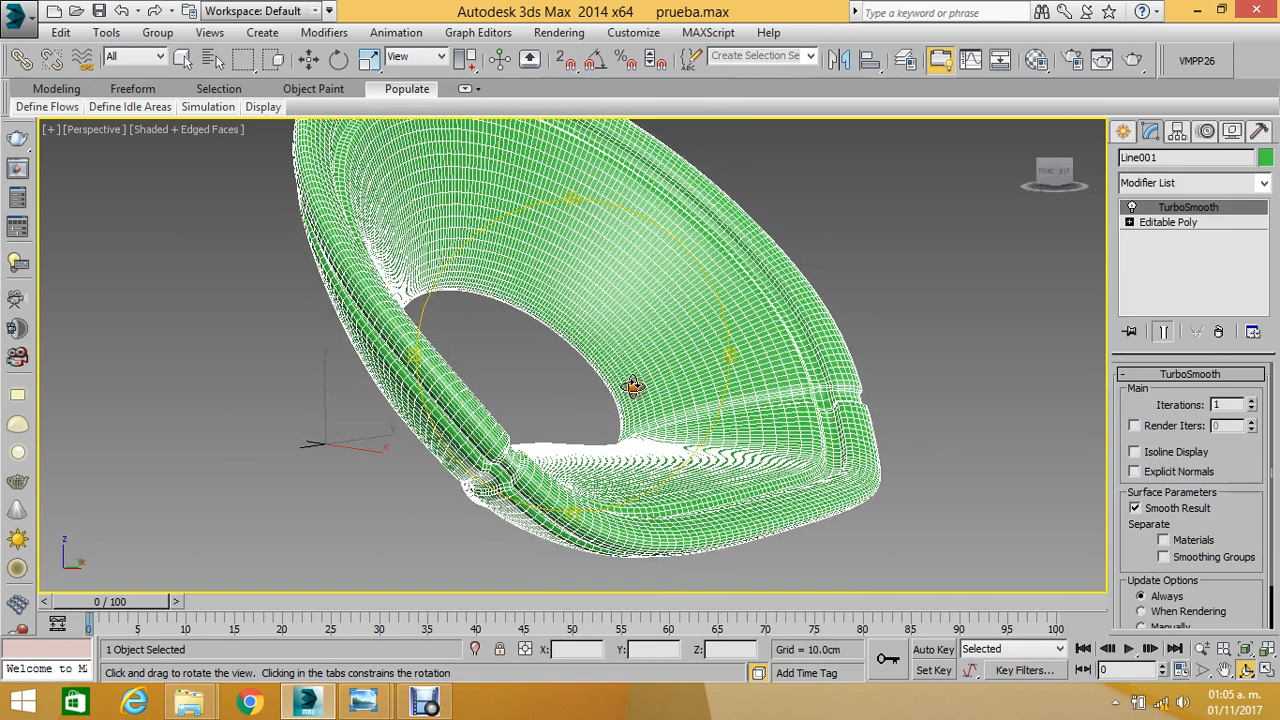 Workspace: Default
Autodesk 3ds Max 2014 x64 prueba.max
Type a keyword or phrase
Edit Tools Group Views Create Modifiers Animation Graph Editors Rendering Customize MAXScript Help
All View Create Selection Se VMPP26
Modeling Freeform Selection Object Paint Populate
Define Flows Define Idle Areas Simulation Display
[+] [Perspective] [Shaded + Edged Faces]
Line001
Modifier List
TurboSmooth
Editable Poly
z
y
x
TurboSmooth
Main
Iterations: 1
Render Iters: 0
Isoline Display
Explicit Normals
Surface Parameters
Smooth Result
Separate
Materials
Smoothing Groups
Update Options
Always
When Rendering
Manually
z
0 / 100
0 5 10 15 20 25 30 35 40 45 50 55 60 65 70 75 80 85 90 95 100
1 Object Selected X: Y: Z: Grid = 10.0cm Auto Key Selected
Welcome to M Click and drag to rotate the view. Clicking in the tabs constrains the rotation Add Time Tag Set Key Key Filters... 0
01:05 a. m.
01/11/2017